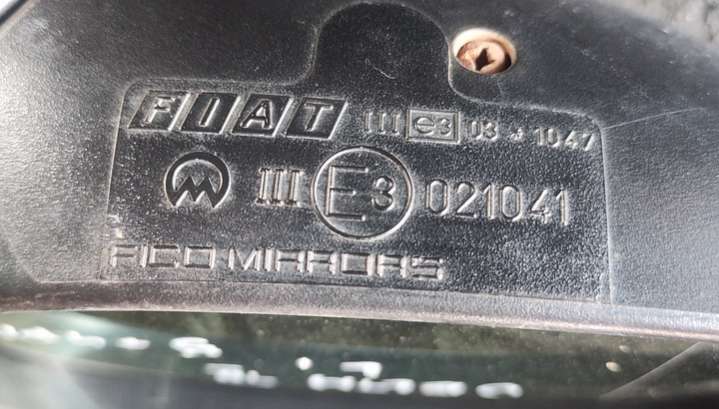 FIAT III e3 03 * 1047
III E3 021041
FICO MIRRORS